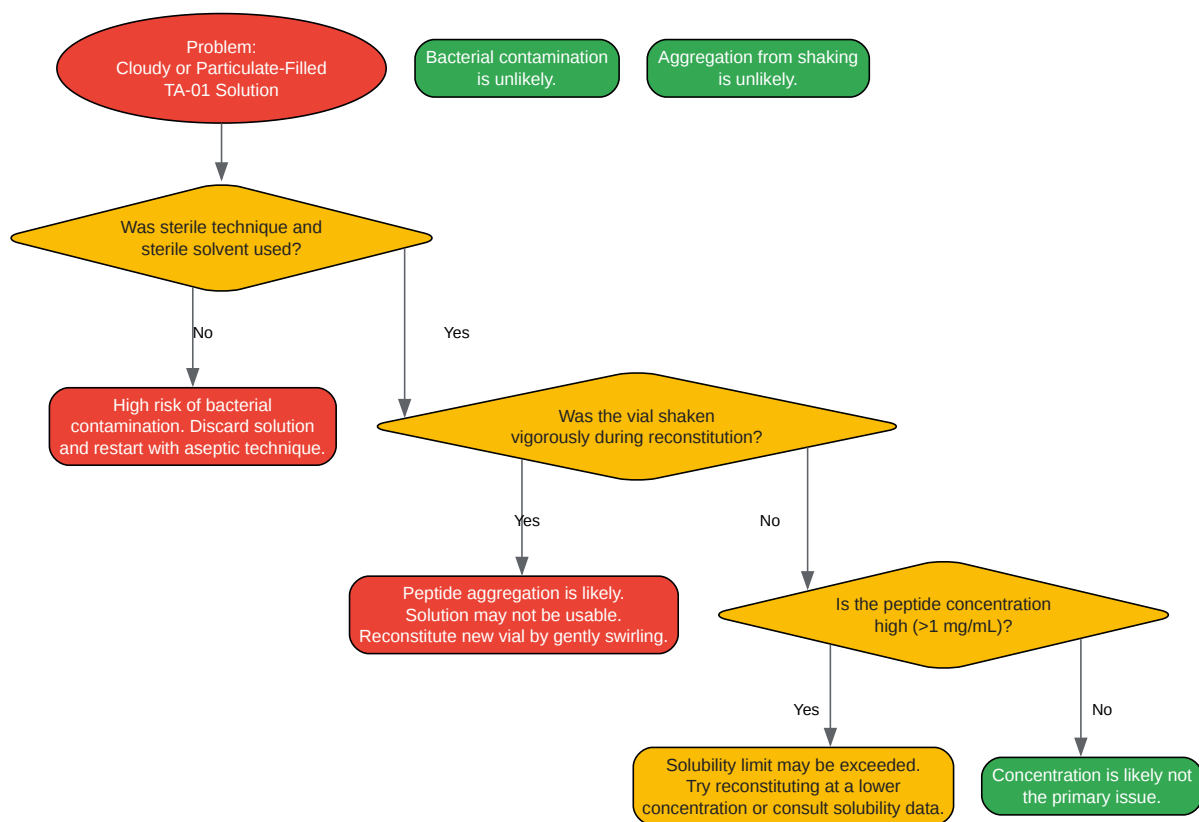 Problem:
Cloudy or Particulate-Filled
TA-01 Solution
Bacterial contamination
is unlikely.
Aggregation from shaking
is unlikely.
Was sterile technique and
sterile solvent used?
No
Yes
High risk of bacterial
contamination. Discard solution
and restart with aseptic technique.
Was the vial shaken
vigorously during reconstitution?
Yes
No
Peptide aggregation is likely.
Solution may not be usable.
Reconstitute new vial by gently swirling.
Is the peptide concentration
high (>1 mg/mL)?
Yes
No
Solubility limit may be exceeded.
Try reconstituting at a lower
concentration or consult solubility data.
Concentration is likely not
the primary issue.